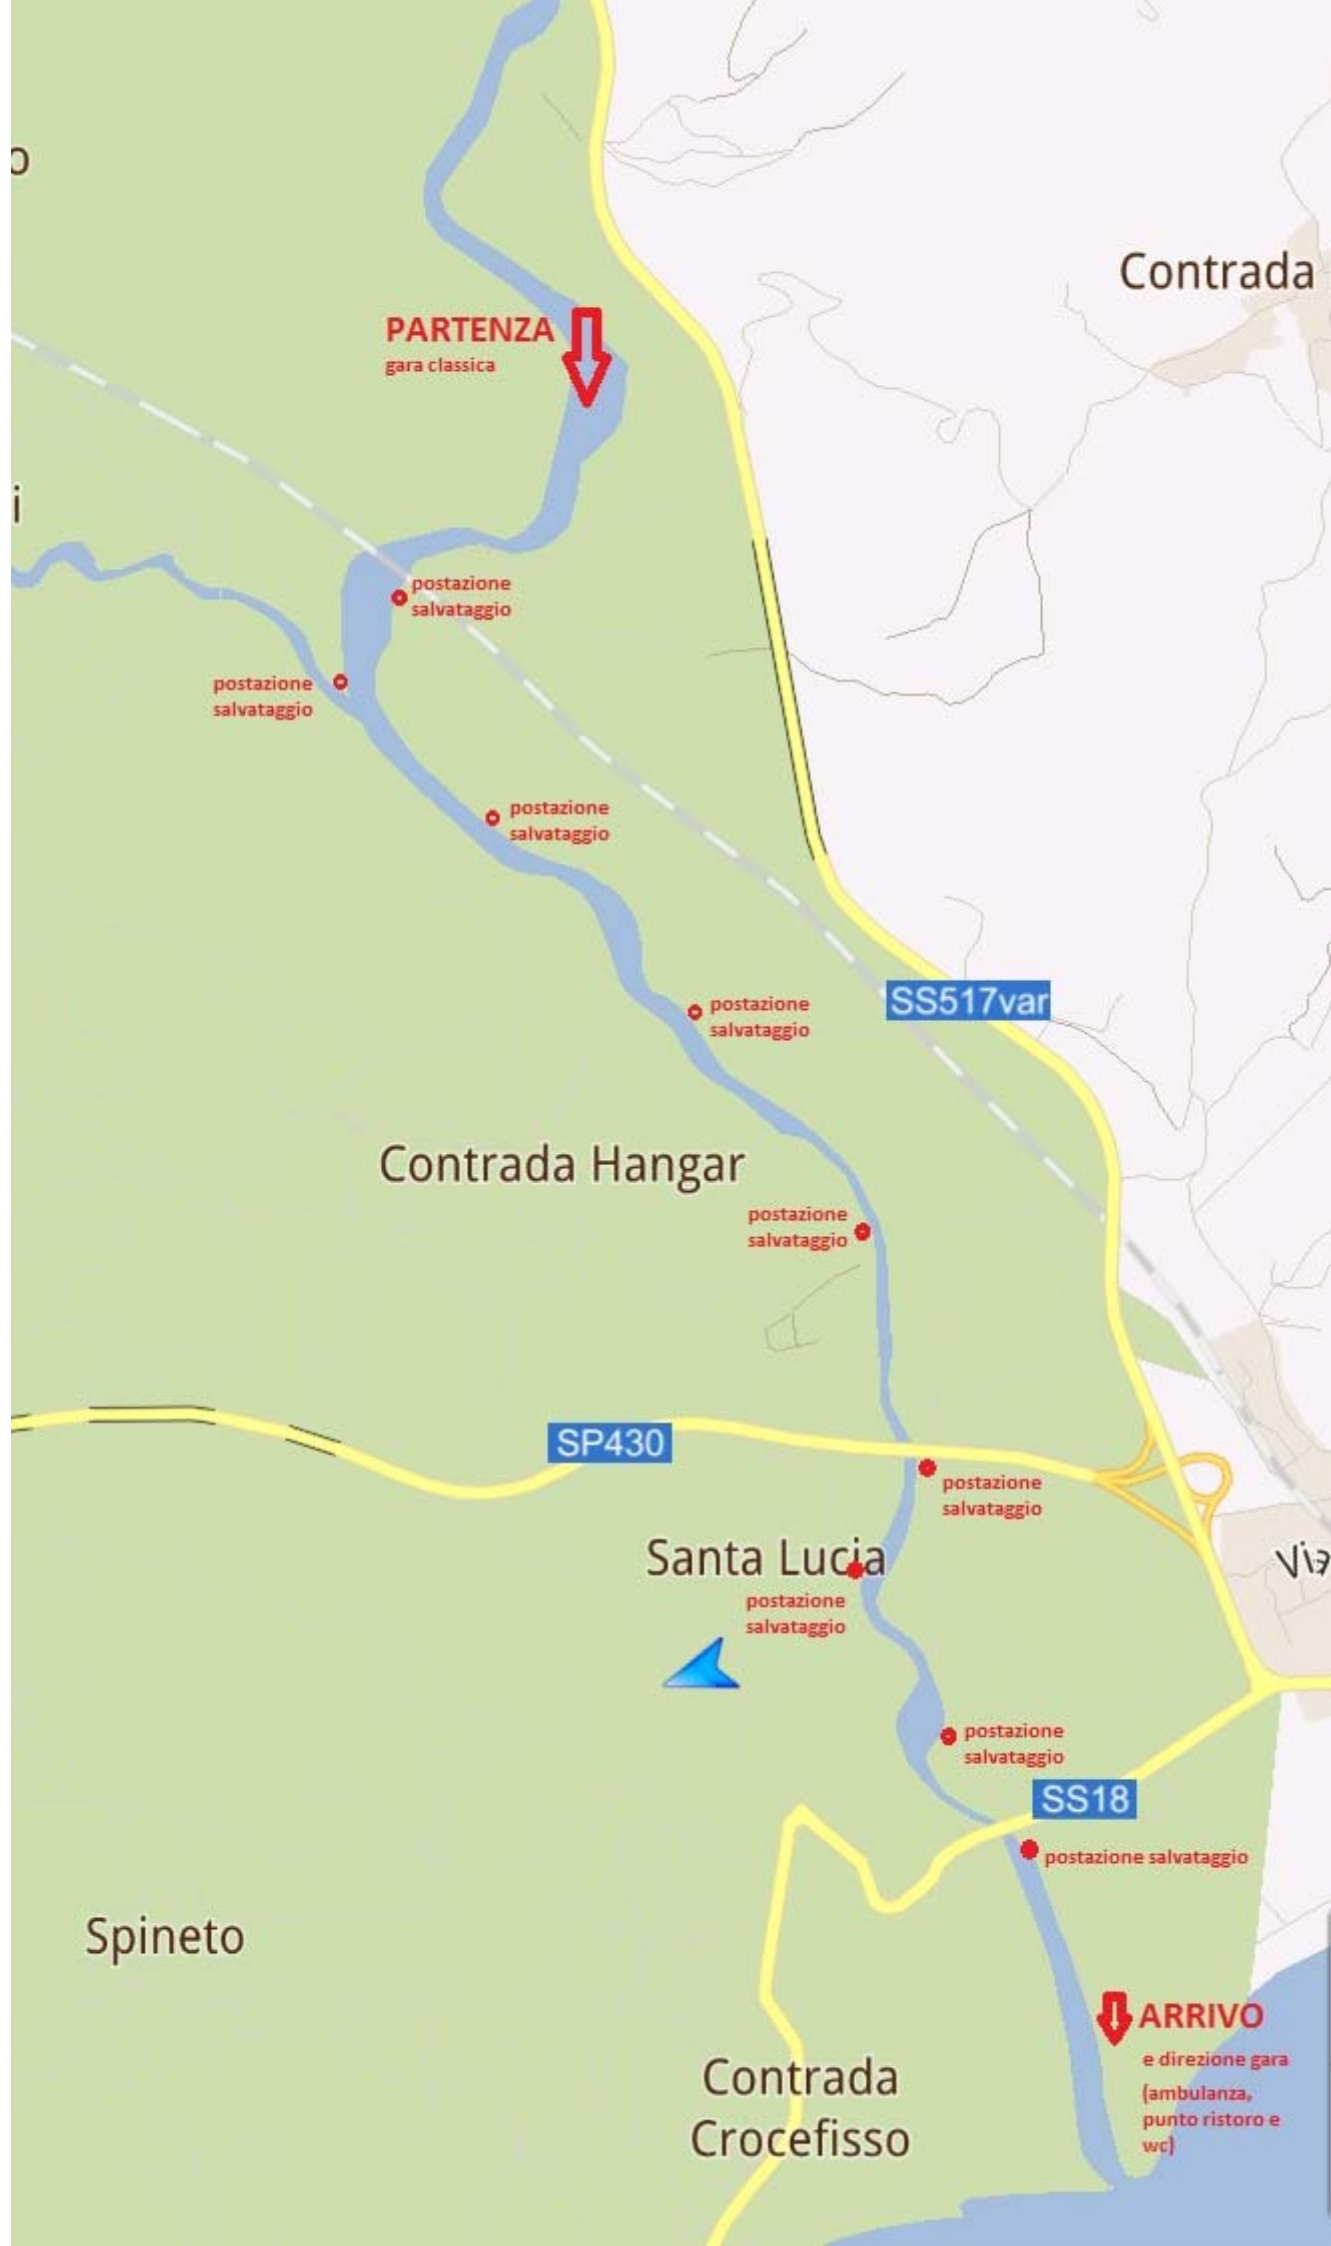 o
Contrada
PARTENZA
gara classica
i
postazione
salvataggio
postazione
salvataggio
postazione
salvataggio
SS517var
postazione
salvataggio
Contrada Hangar
postazione
salvataggio
SP430
postazione
salvataggio
Santa Lucia
Via
postazione
salvataggio
postazione
salvataggio
SS18
postazione salvataggio
Spineto
ARRIVO
e direzione gara
(ambulanza,
punto ristoro e
wc)
Contrada
Crocefisso